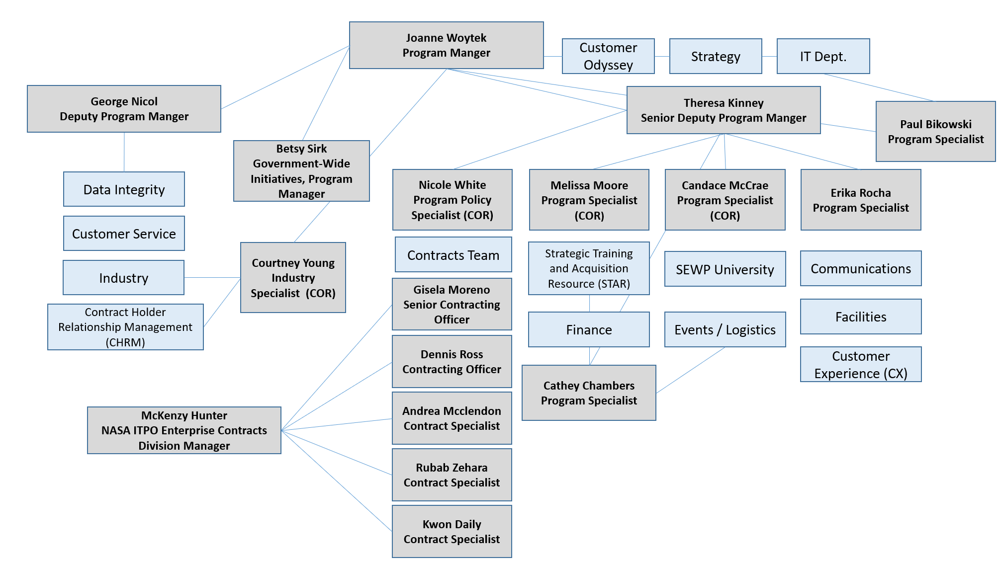 Joanne Woytek
Program Manger
Customer
Odyssey
Strategy
IT Dept.
George Nicol
Deputy Program Manger
Theresa Kinney
Senior Deputy Program Manger
Paul Bikowski
Program Specialist
Betsy Sirk
Government-Wide
Initiatives, Program
Manager
Data Integrity
Customer Service
Industry
Contract Holder
Relationship Management
(CHRM)
Courtney Young
Industry
Specialist  (COR)
Nicole White
Program Policy
Specialist (COR)
Melissa Moore
Program Specialist
(COR)
Candace McCrae
Program Specialist
(COR)
Erika Rocha
Program Specialist
Contracts Team
Gisela Moreno
Senior Contracting
Officer
Dennis Ross
Contracting Officer
Andrea Mcclendon
Contract Specialist
Rubab Zehara
Contract Specialist
Kwon Daily
Contract Specialist
Strategic Training
and Acquisition
Resource (STAR)
Finance
Cathey Chambers
Program Specialist
SEWP University
Events / Logistics
Communications
Facilities
Customer
Experience (CX)
McKenzy Hunter
NASA ITPO Enterprise Contracts
Division Manager